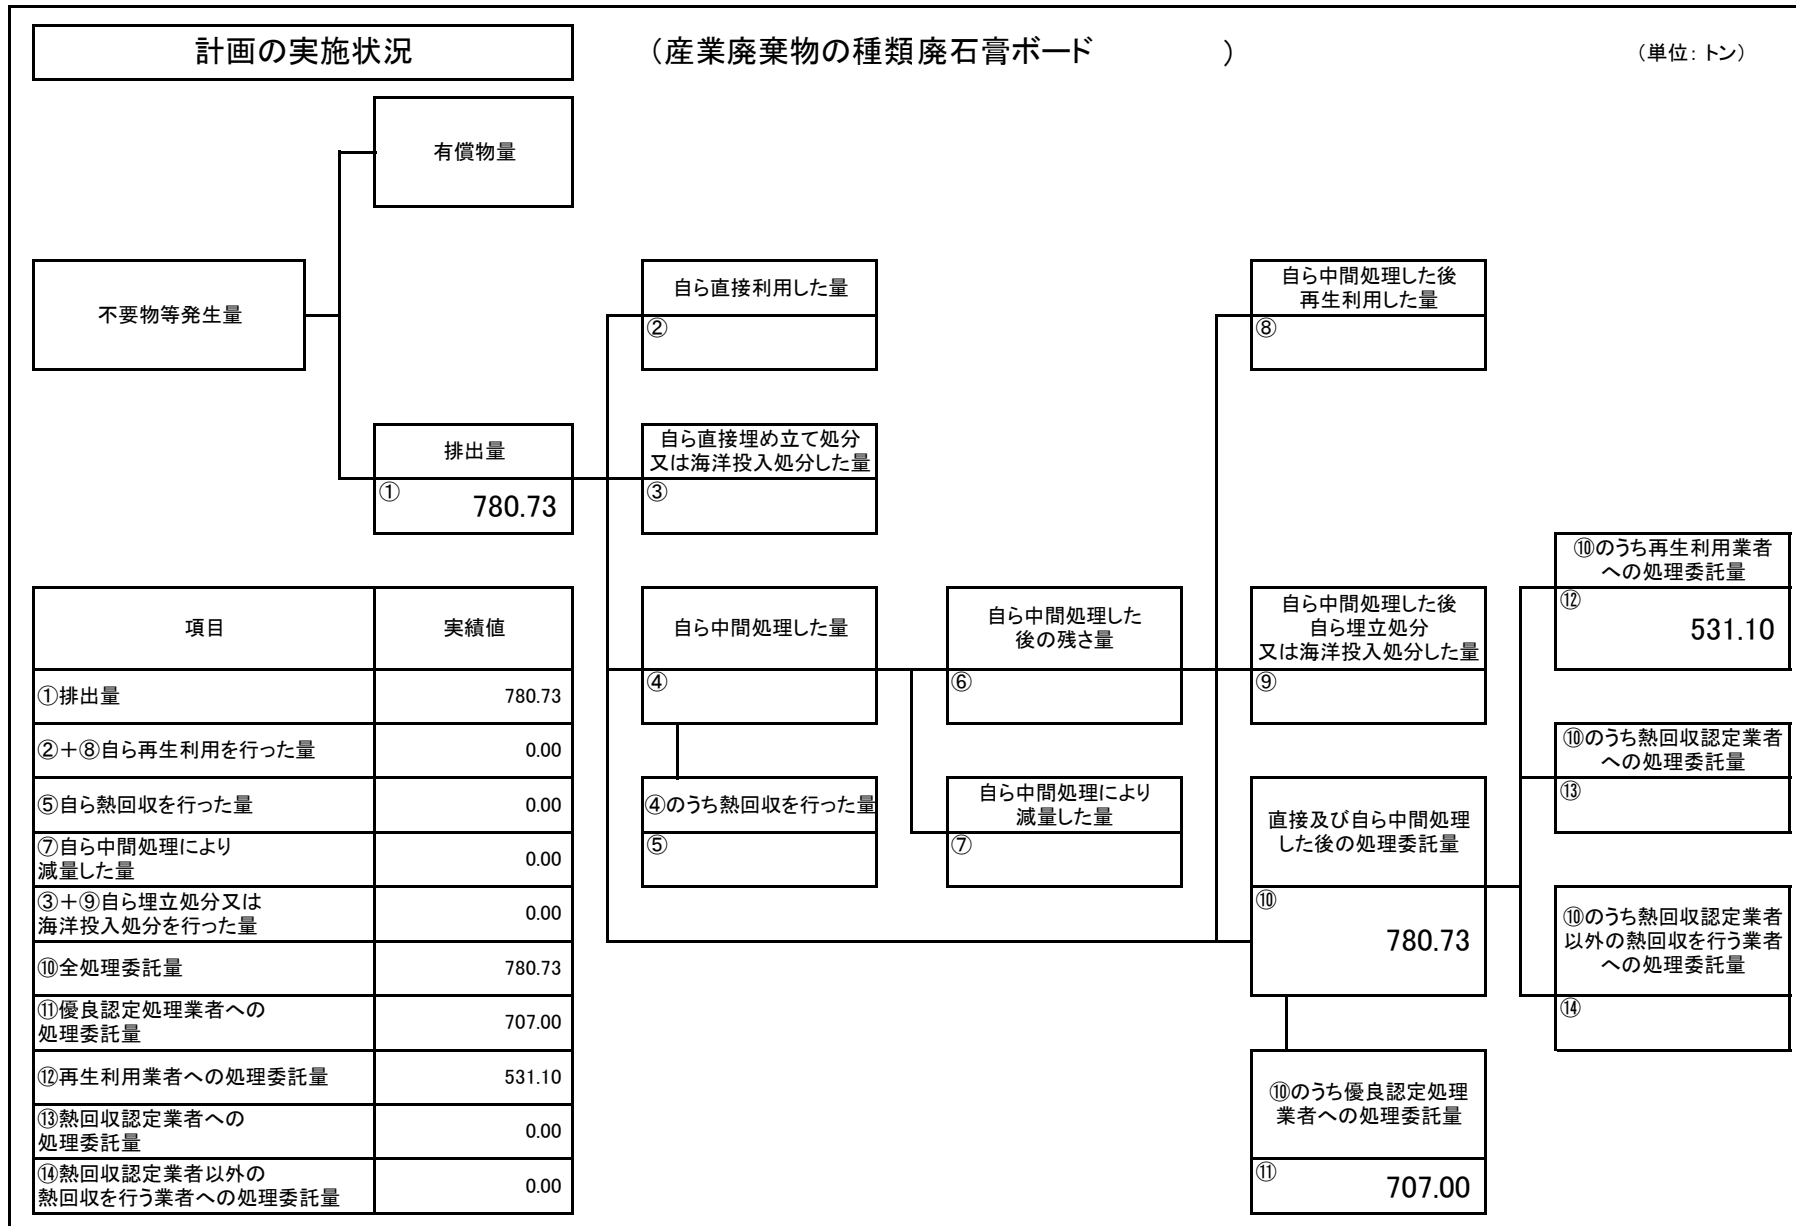 計画の実施状況
（産業廃棄物の種類廃石膏ボード　　　　　）
（単位：トン）
有償物量
不要物等発生量
自ら直接利用した量
②
自ら中間処理した後
再生利用した量
⑧
排出量
①
780.73
自ら直接埋め立て処分
又は海洋投入処分した量
③
⑩のうち再生利用業者
への処理委託量
⑫
531.10
自ら中間処理した量
④
自ら中間処理した
後の残さ量
⑥
自ら中間処理した後
自ら埋立処分
又は海洋投入処分した量
⑨
⑩のうち熱回収認定業者
への処理委託量
⑬
④のうち熱回収を行った量
⑤
自ら中間処理により
減量した量
⑦
直接及び自ら中間処理
した後の処理委託量
⑩
780.73
⑩のうち熱回収認定業者
以外の熱回収を行う業者
への処理委託量
⑭
⑩のうち優良認定処理
業者への処理委託量
⑪
707.00
項目 実績値
①排出量 780.73
②＋⑧自ら再生利用を行った量 0.00
⑤自ら熱回収を行った量 0.00
⑦自ら中間処理により
減量した量 0.00
③＋⑨自ら埋立処分又は
海洋投入処分を行った量 0.00
⑩全処理委託量 780.73
⑪優良認定処理業者への
処理委託量 707.00
⑫再生利用業者への処理委託量 531.10
⑬熱回収認定業者への
処理委託量 0.00
⑭熱回収認定業者以外の
熱回収を行う業者への処理委託量 0.00